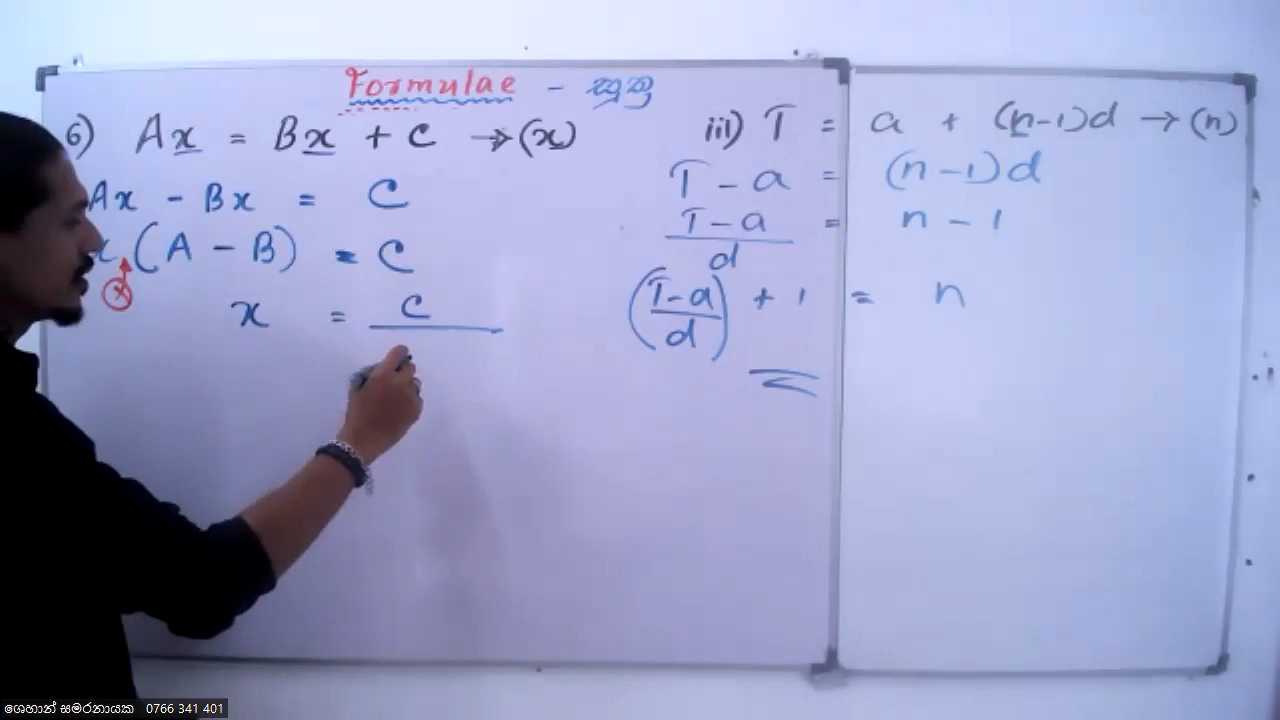 Formulae - සූත්‍ර
6) Ax = Bx + C → (x)
Ax - Bx = C
x (A - B) = C
x
x = C
iii) T = a + (n-1)d → (n)
T - a = (n-1)d
T-a / d = n - 1
(T-a / d) + 1 = n
ශෙහාන් සමරනායක 0766 341 401